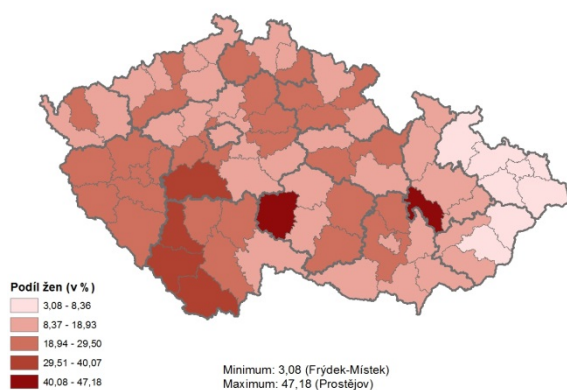 Podíl žen (v %)
3,08 - 8,36
8,37 - 18,93
18,94 - 29,50
29,51 - 40,07
40,08 - 47,18
Minimum: 3,08 (Frýdek-Místek)
Maximum: 47,18 (Prostějov)